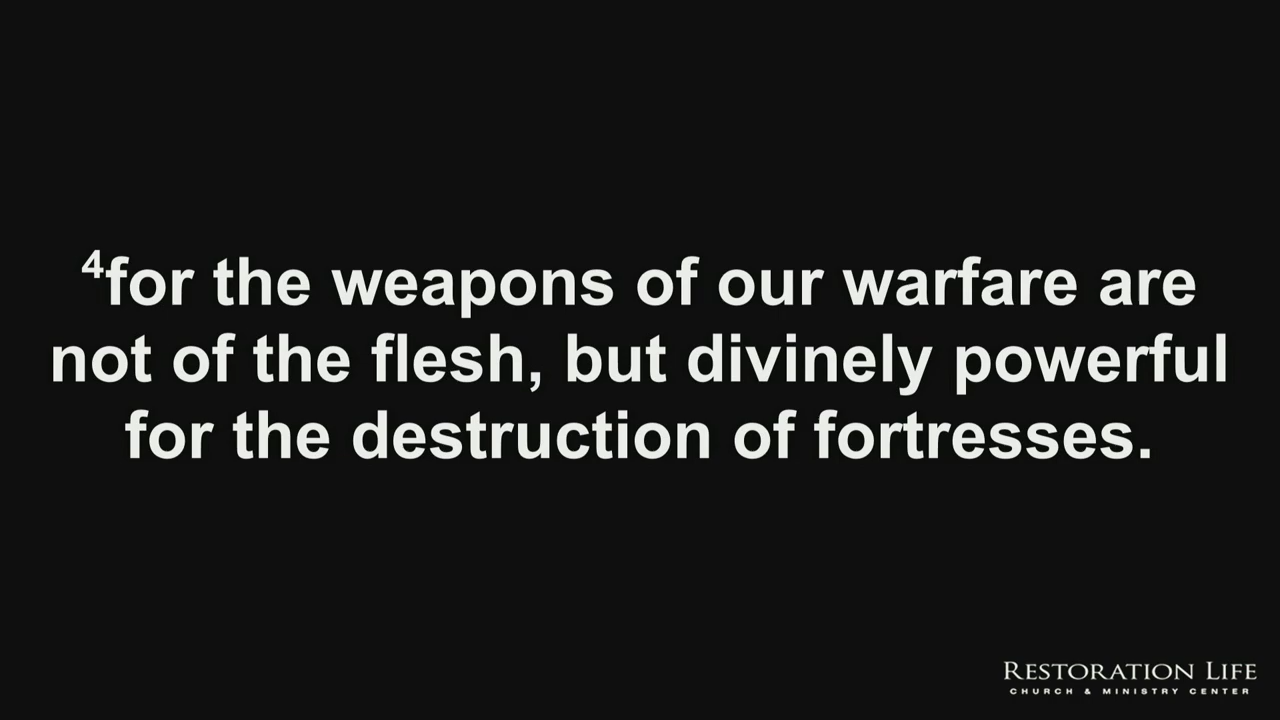 ⁴for the weapons of our warfare are
not of the flesh, but divinely powerful
for the destruction of fortresses.
RESTORATION LIFE
CHURCH & MINISTRY CENTER